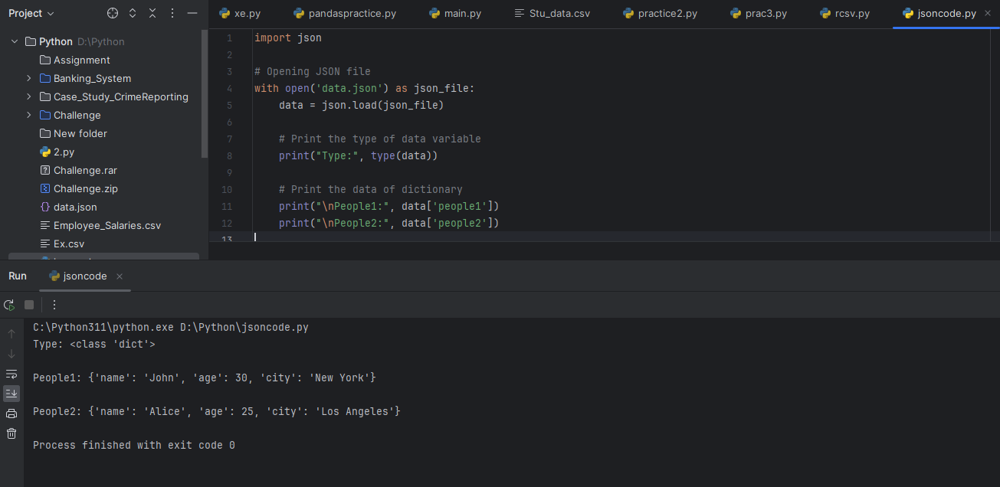 Project
xe.py pandaspractice.py main.py Stu_data.csv practice2.py prac3.py rcsv.py jsoncode.py
Python D:\Python
Assignment
Banking_System
Case_Study_CrimeReporting
Challenge
New folder
2.py
Challenge.rar
Challenge.zip
data.json
Employee_Salaries.csv
Ex.csv
1 import json
2
3 # Opening JSON file
4 with open('data.json') as json_file:
5 data = json.load(json_file)
6
7 # Print the type of data variable
8 print("Type:", type(data))
9
10 # Print the data of dictionary
11 print("\nPeople1:", data['people1'])
12 print("\nPeople2:", data['people2'])
13
Run jsoncode
C:\Python311\python.exe D:\Python\jsoncode.py
Type: <class 'dict'>
People1: {'name': 'John', 'age': 30, 'city': 'New York'}
People2: {'name': 'Alice', 'age': 25, 'city': 'Los Angeles'}
Process finished with exit code 0